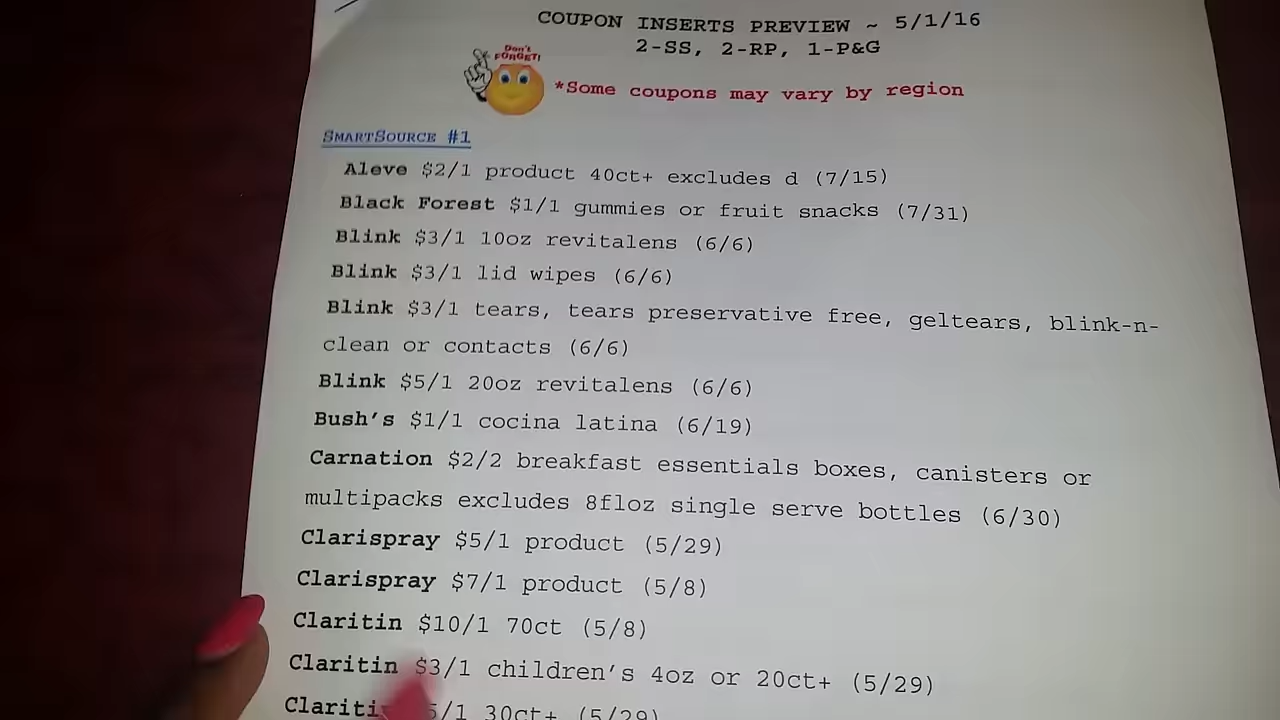 COUPON INSERTS PREVIEW ~ 5/1/16
2-SS, 2-RP, 1-P&G
Don't
FORGET!
*Some coupons may vary by region
SMARTSOURCE #1
Aleve $2/1 product 40ct+ excludes d (7/15)
Black Forest $1/1 gummies or fruit snacks (7/31)
Blink $3/1 10oz revitalens (6/6)
Blink $3/1 lid wipes (6/6)
Blink $3/1 tears, tears preservative free, geltears, blink-n-
clean or contacts (6/6)
Blink $5/1 20oz revitalens (6/6)
Bush's $1/1 cocina latina (6/19)
Carnation $2/2 breakfast essentials boxes, canisters or
multipacks excludes 8floz single serve bottles (6/30)
Clarispray $5/1 product (5/29)
Clarispray $7/1 product (5/8)
Claritin $10/1 70ct (5/8)
Claritin $3/1 children's 4oz or 20ct+ (5/29)
30ct+ (5/29)